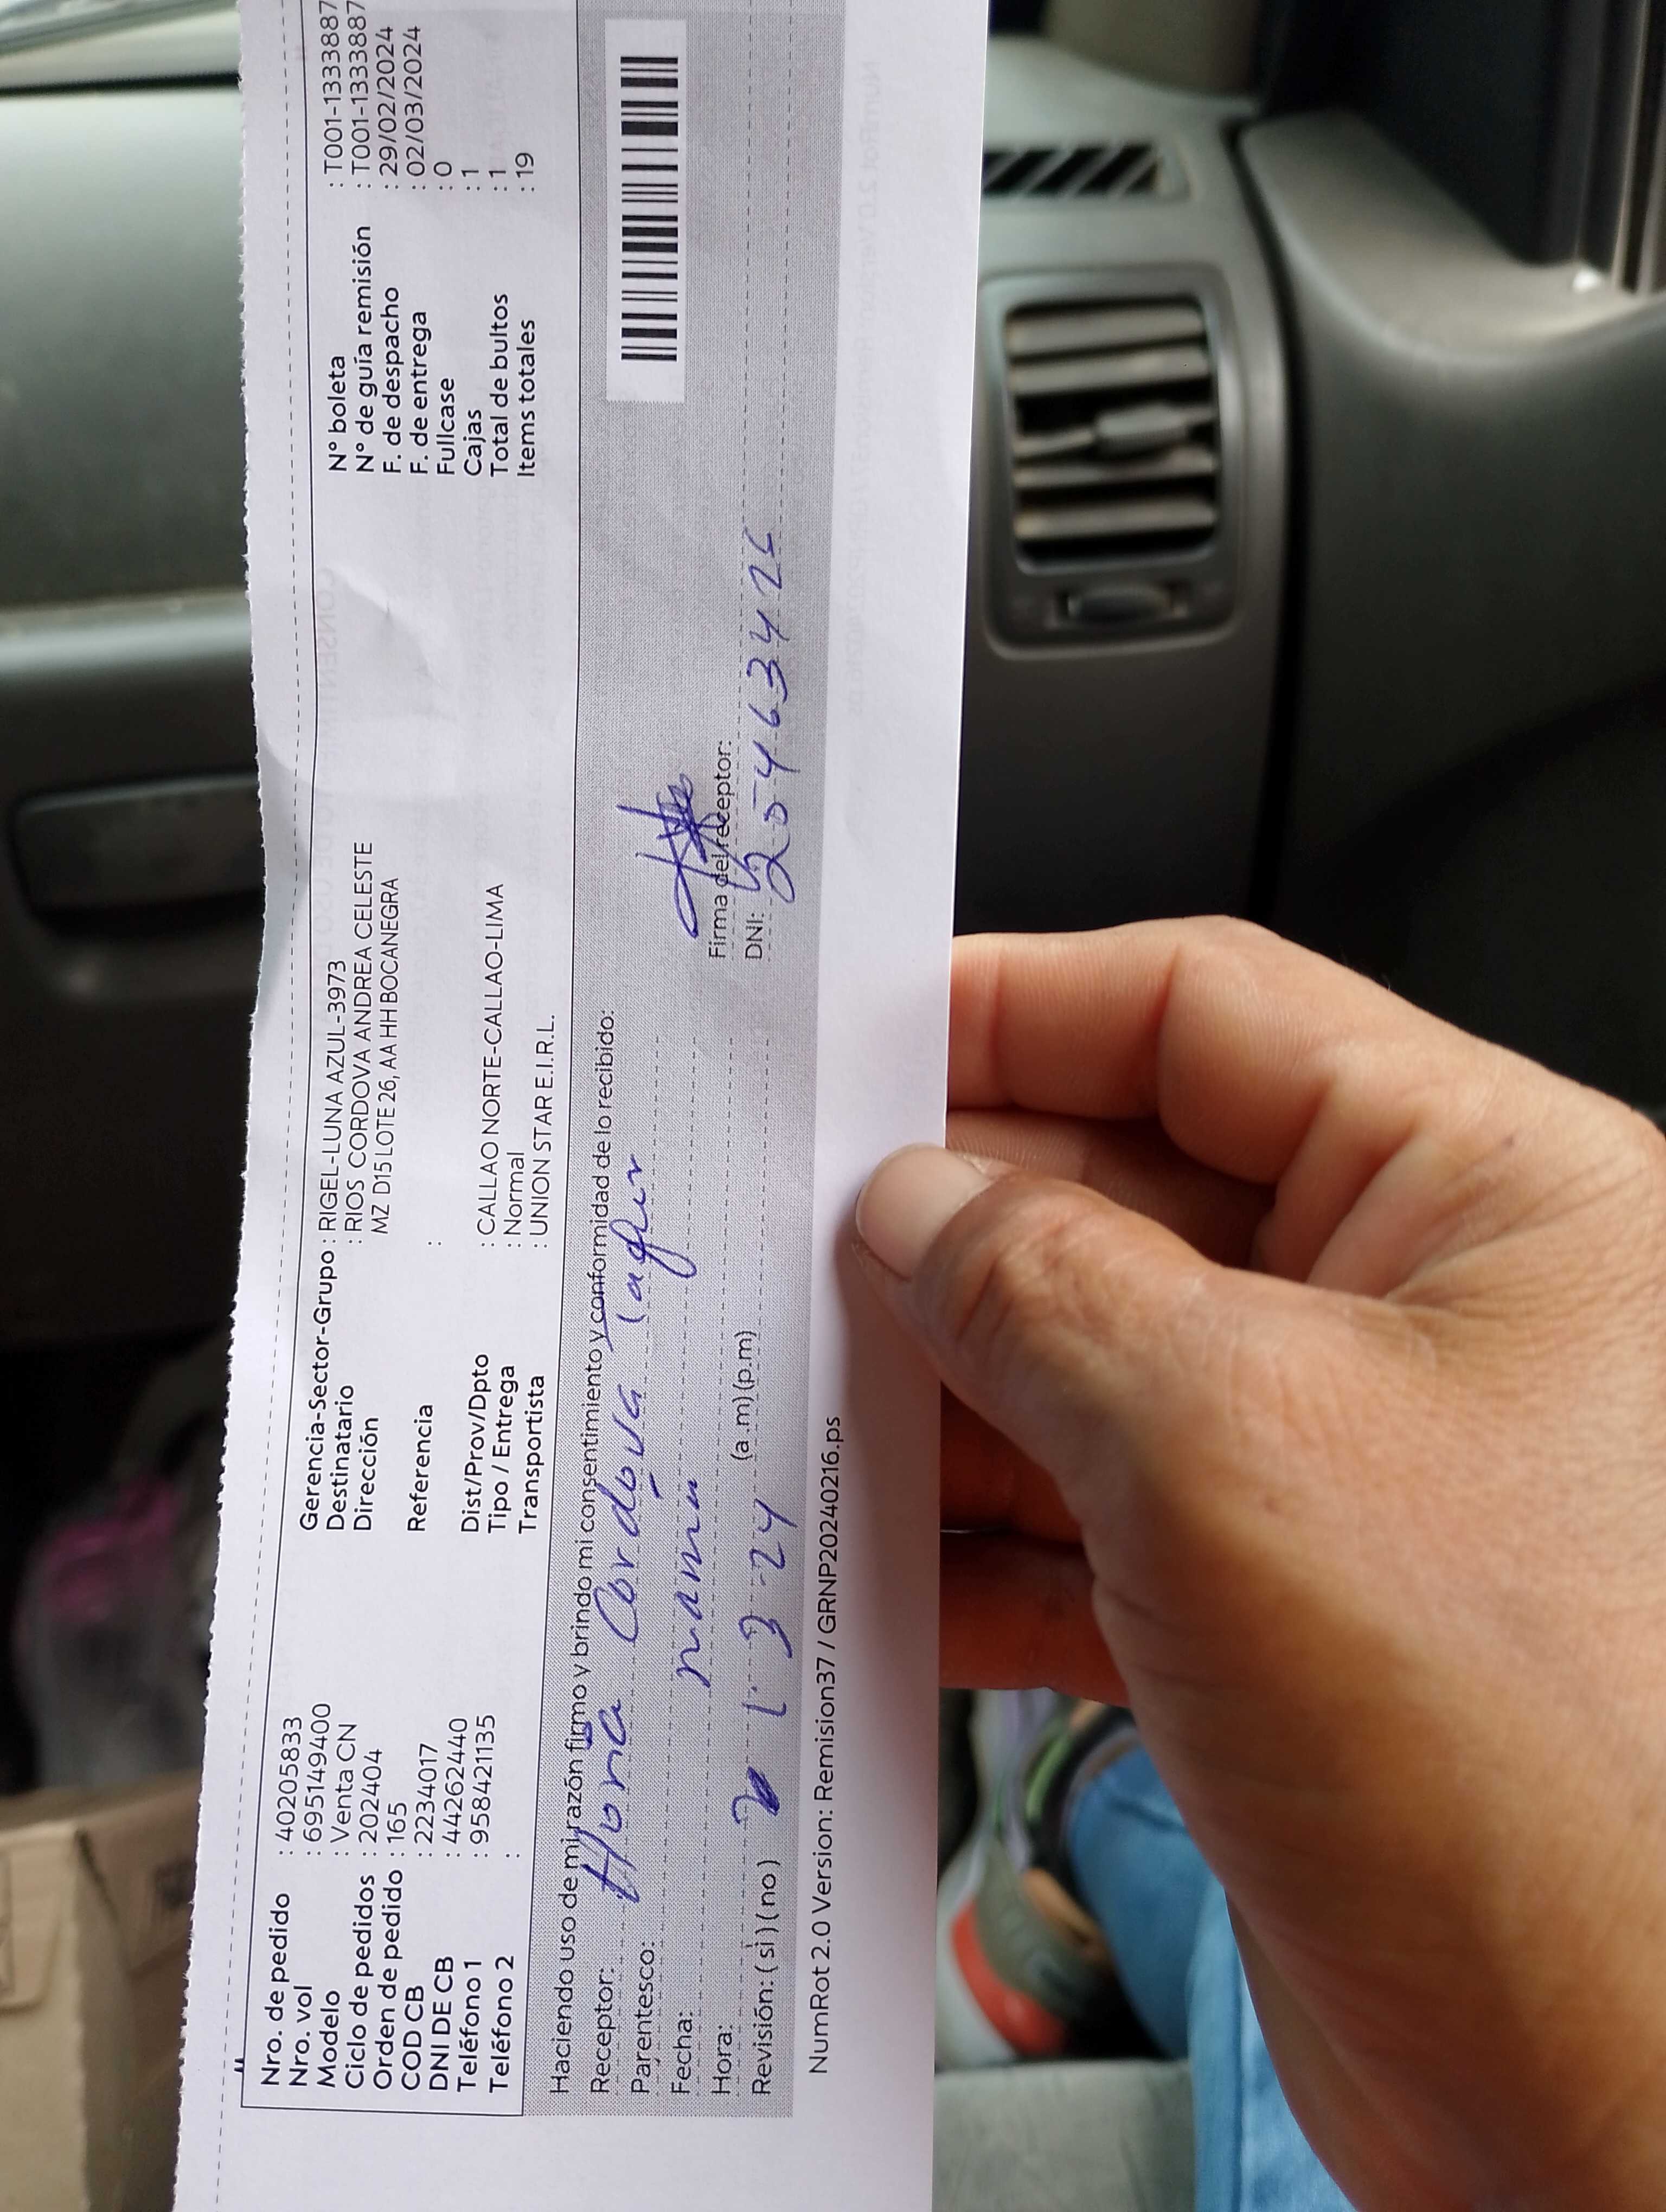 Nro. de pedido : 40205833
Nro. vol : 695149400
Modelo : Venta CN
Ciclo de pedidos : 202404
Orden de pedido : 165
COD CB : 2234017
DNI DE CB : 44262440
Teléfono 1 : 958421135
Teléfono 2 :
Gerencia-Sector-Grupo : RIGEL-LUNA AZUL-3973
Destinatario : RIOS CORDOVA ANDREA CELESTE
Dirección MZ D15 LOTE 26, AA HH BOCANEGRA
Referencia :
Dist/Prov/Dpto : CALLAO NORTE-CALLAO-LIMA
Tipo / Entrega : Normal
Transportista : UNION STAR E.I.R.L.
N° boleta : T001-1333887
N° de guía remisión : T001-1333887
F. de despacho : 29/02/2024
F. de entrega : 02/03/2024
Fullcase : 0
Cajas : 1
Total de bultos : 1
Items totales : 19
Haciendo uso de mi razón firmo y brindo mi consentimiento y conformidad de lo recibido:
Receptor: Cordova
Parentesco: mamu
Fecha:
Hora: 3-24 (a.m)(p.m)
Revisión: (si) (no)
Firma del receptor:
DNI: 25463426
NumRot 2.0 Version: Remision37 / GRNP20240216.ps